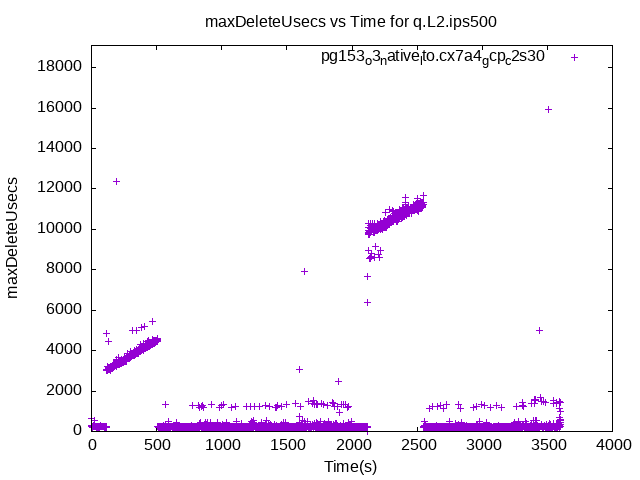 maxDeleteUsecs vs Time for q.L2.ips500
pg153o3native_lto.cx7a4gcpc2s30
18000
16000
14000
12000
10000
8000
6000
4000
2000
0
maxDeleteUsecs
0 500 1000 1500 2000 2500 3000 3500 4000
Time(s)